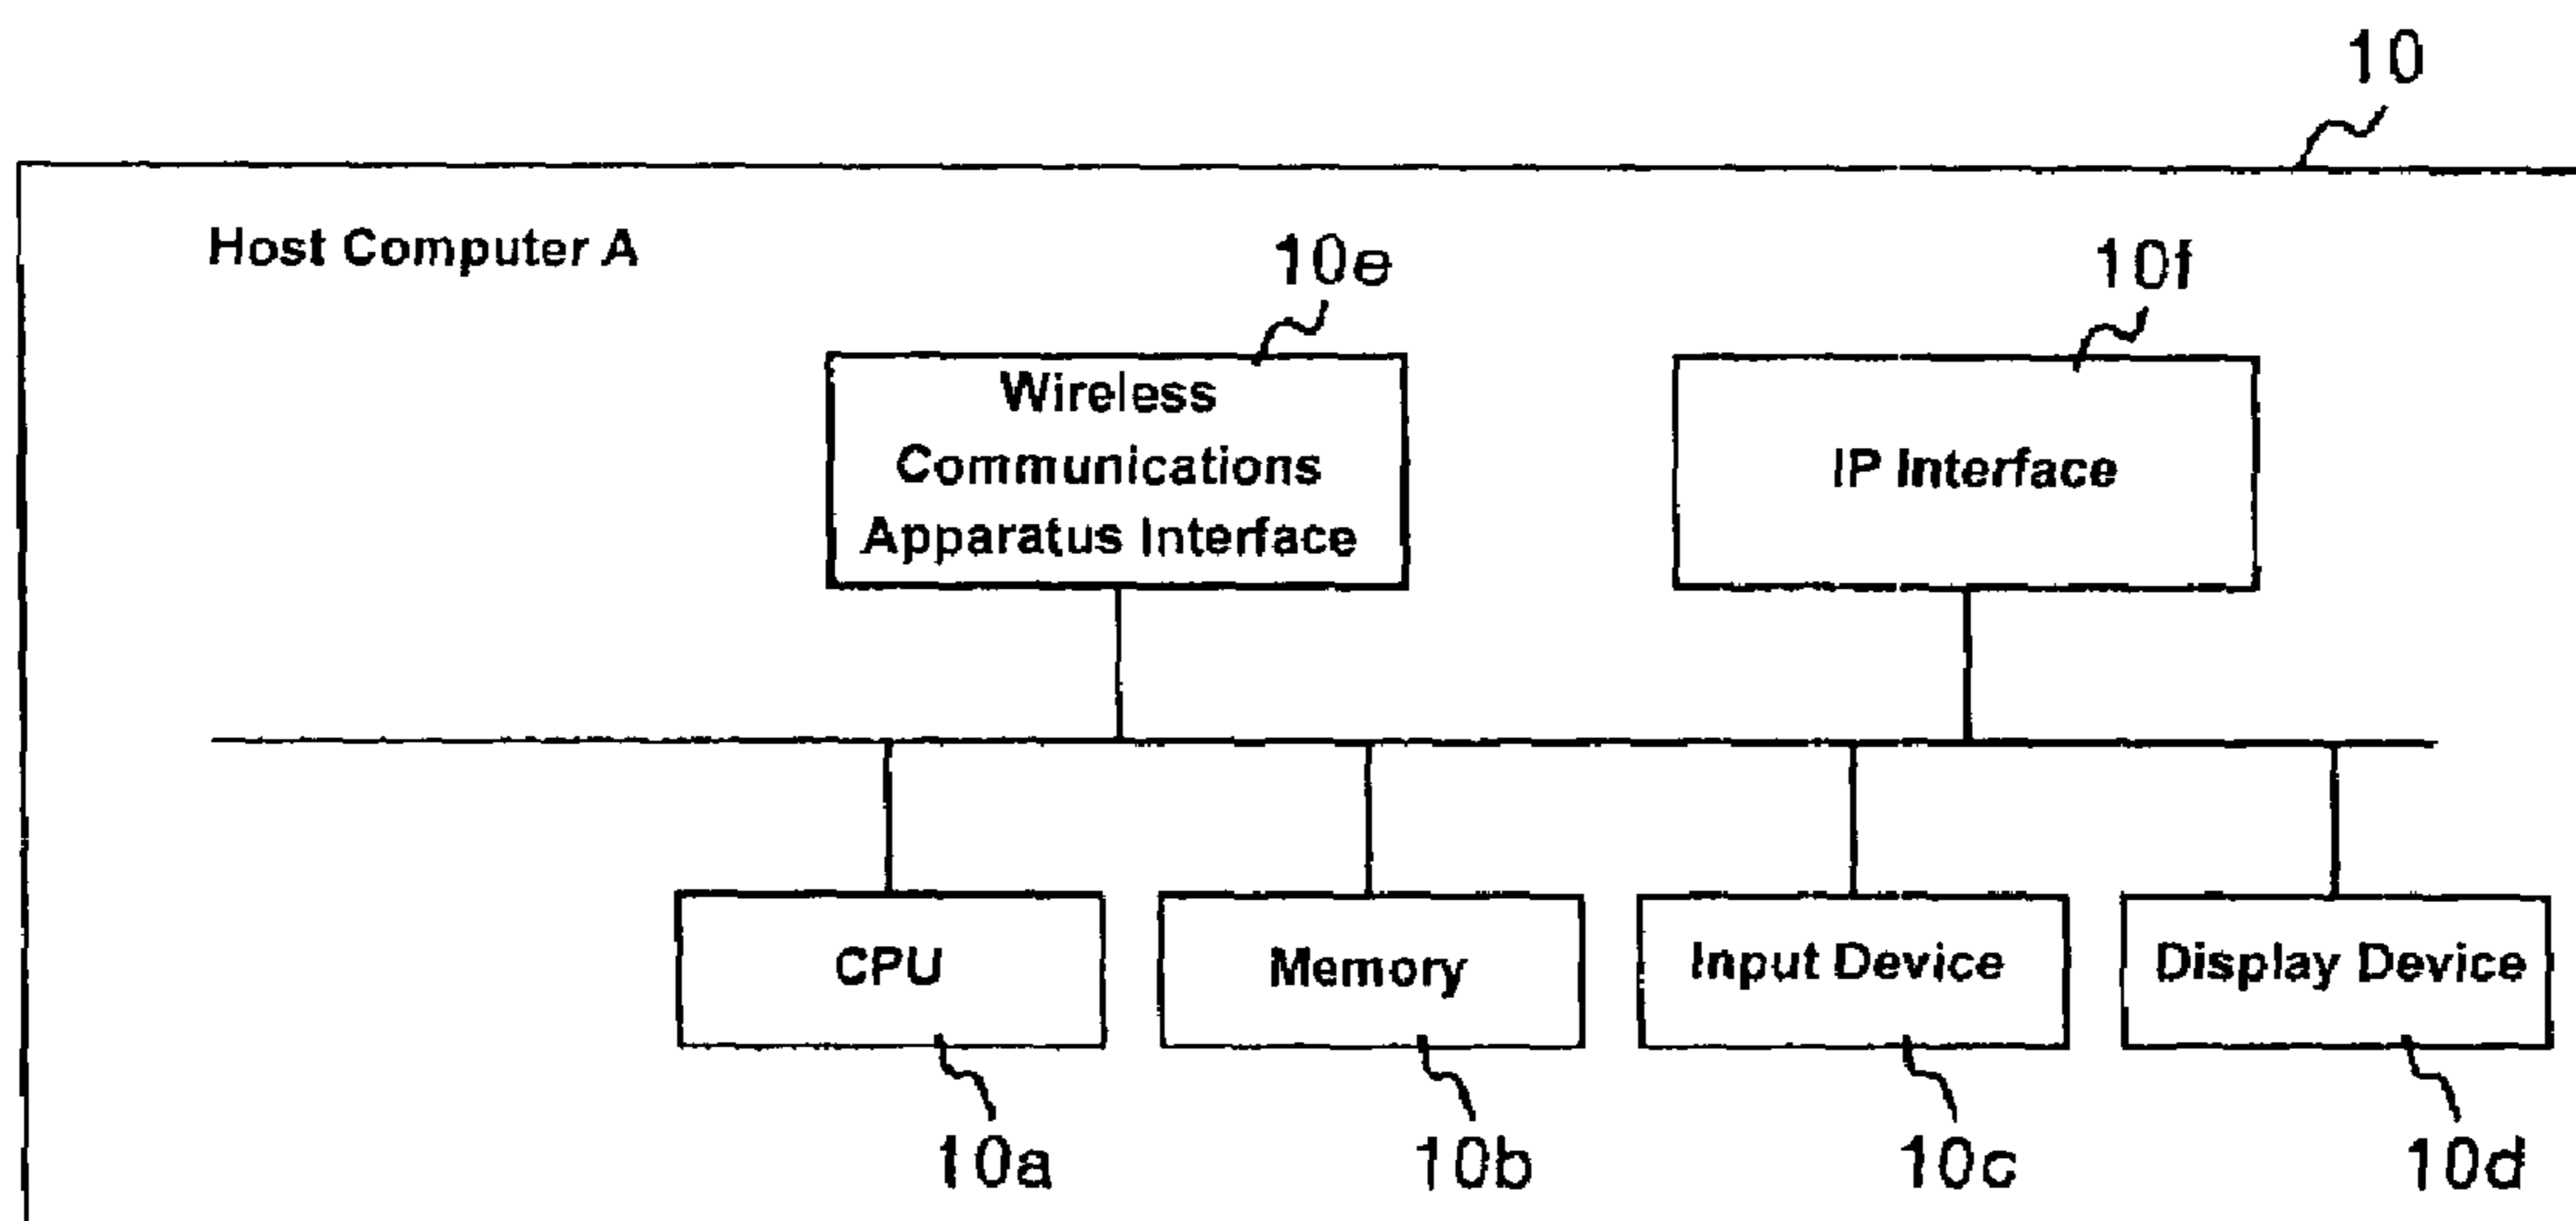 10
Host Computer A
10e
10f
Wireless
Communications
Apparatus Interface
IP Interface
CPU
Memory
Input Device
Display Device
10a
10b
10c
10d